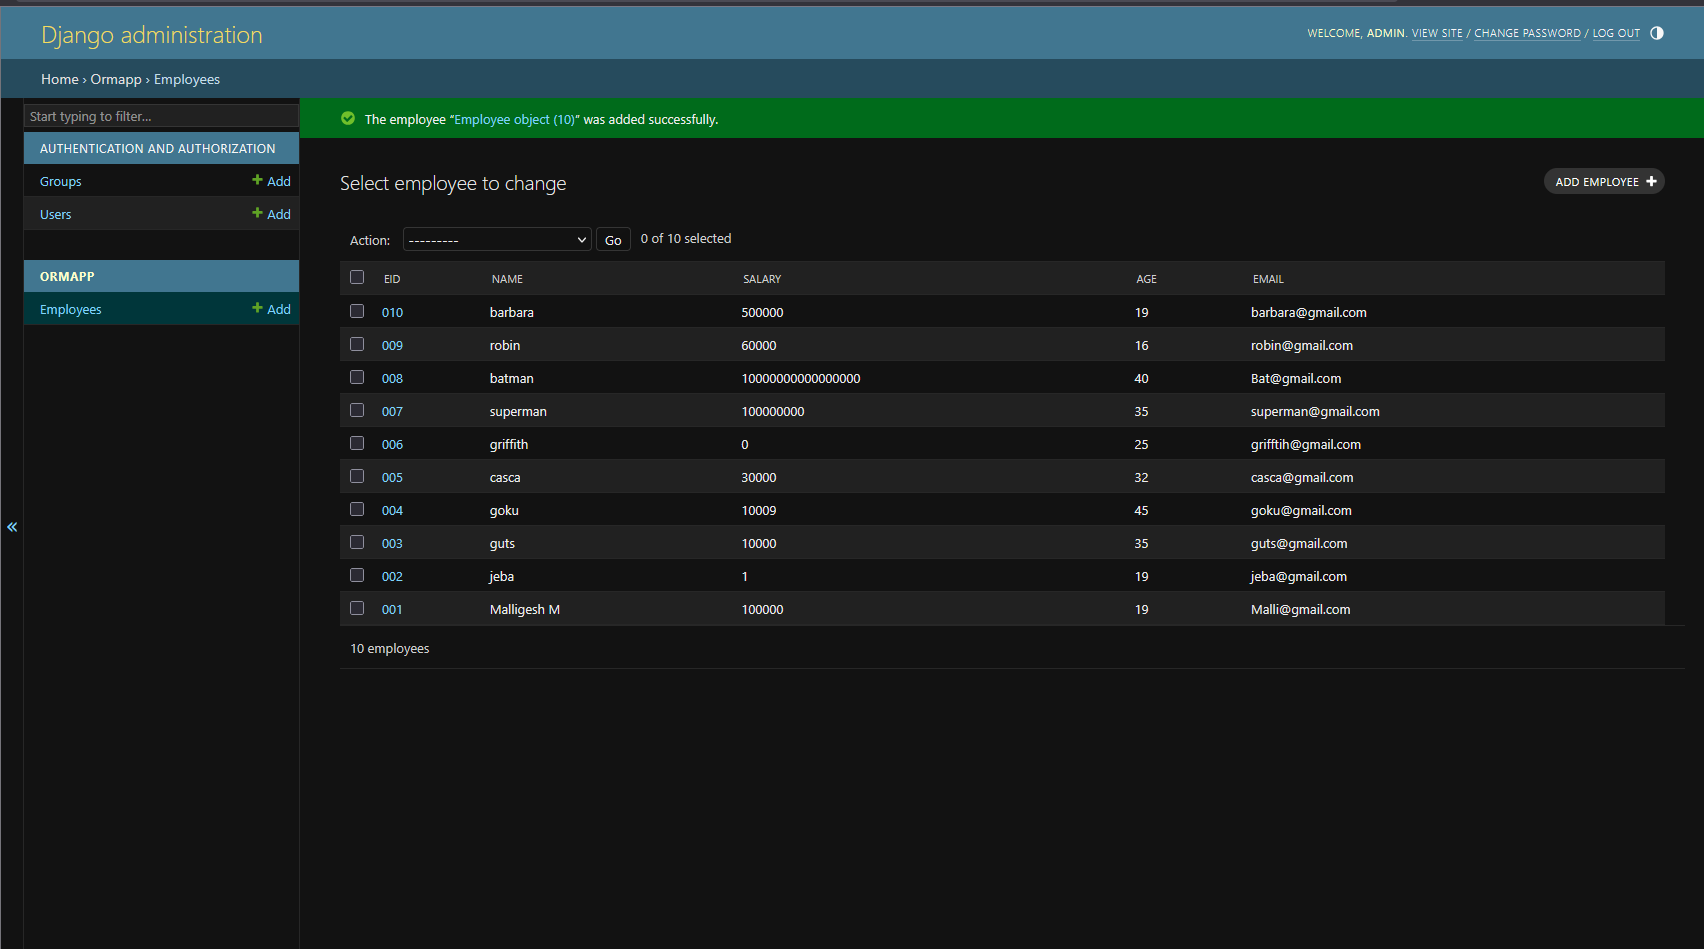 Django administration
WELCOME, ADMIN. VIEW SITE / CHANGE PASSWORD / LOG OUT
Home › Ormapp › Employees
Start typing to filter...
AUTHENTICATION AND AUTHORIZATION
Groups + Add
Users + Add
ORMAPP
Employees + Add
«
The employee “Employee object (10)” was added successfully.
Select employee to change
ADD EMPLOYEE +
Action: --------- Go 0 of 10 selected
EID NAME SALARY AGE EMAIL
010 barbara 500000 19 barbara@gmail.com
009 robin 60000 16 robin@gmail.com
008 batman 10000000000000000 40 Bat@gmail.com
007 superman 100000000 35 superman@gmail.com
006 griffith 0 25 grifftih@gmail.com
005 casca 30000 32 casca@gmail.com
004 goku 10009 45 goku@gmail.com
003 guts 10000 35 guts@gmail.com
002 jeba 1 19 jeba@gmail.com
001 Malligesh M 100000 19 Malli@gmail.com
10 employees